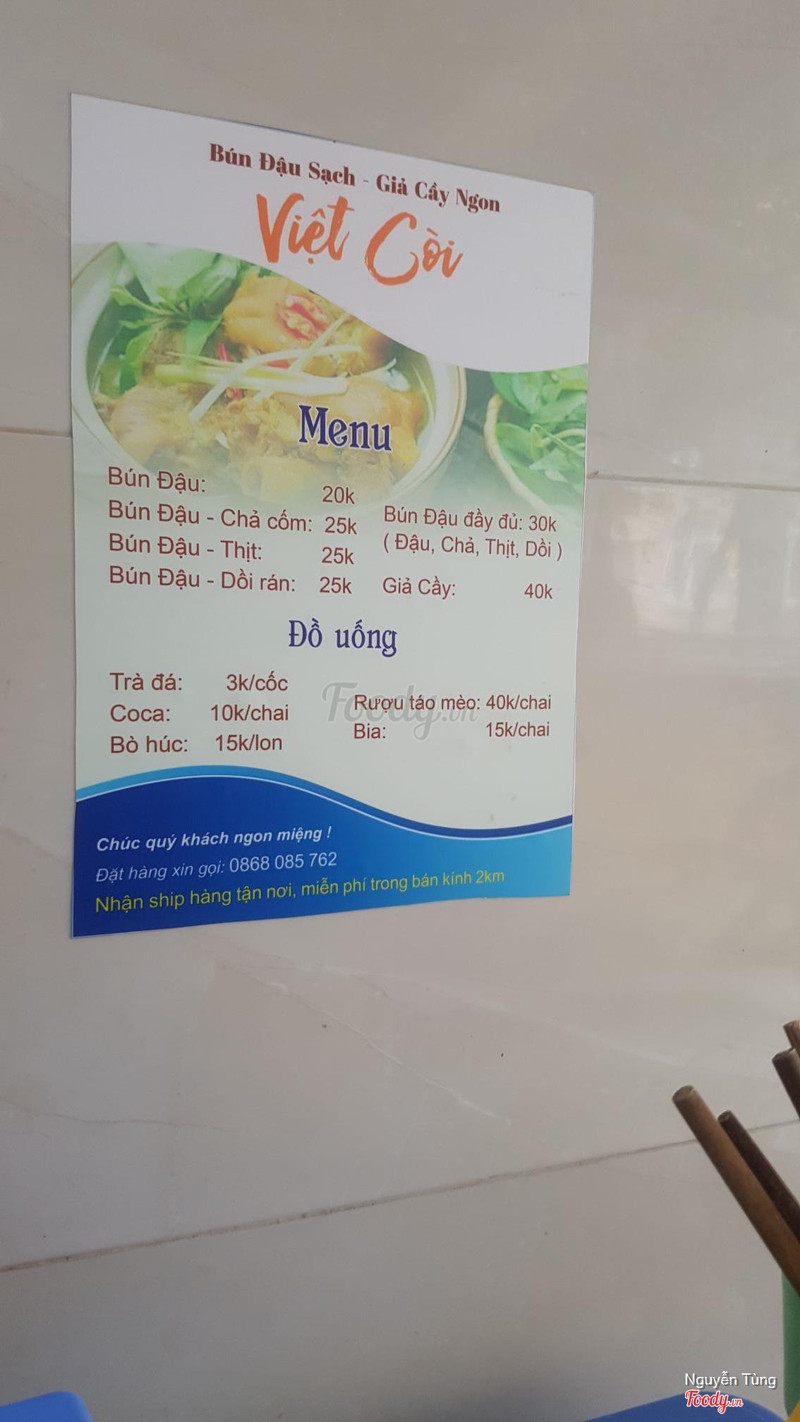 Bún Đậu Sạch - Giả Cầy Ngon
Việt Còi
Menu
Bún Đậu: 20k
Bún Đậu - Chả cốm: 25k
Bún Đậu - Thịt: 25k
Bún Đậu - Dồi rán: 25k
Bún Đậu đầy đủ: 30k
( Đậu, Chả, Thịt, Dồi )
Giả Cầy: 40k
Đồ uống
Trà đá: 3k/cốc
Coca: 10k/chai
Bò húc: 15k/lon
Rượu táo mèo: 40k/chai
Bia: 15k/chai
Foody.vn
Chúc quý khách ngon miệng !
Đặt hàng xin gọi: 0868 085 762
Nhận ship hàng tận nơi, miễn phí trong bán kính 2km
Nguyễn Tùng
Foody.vn